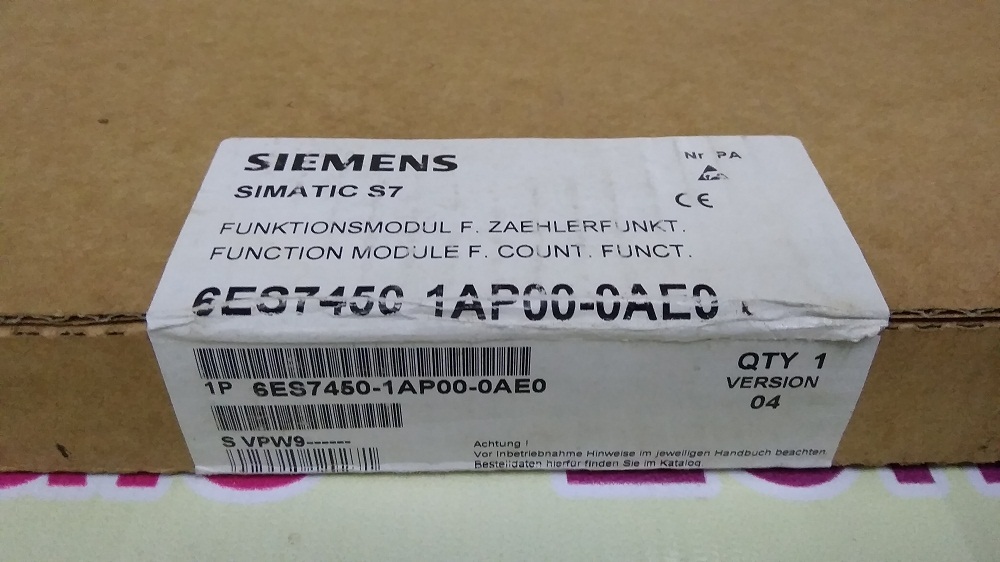 SIEMENS
Nr PA
SIMATIC S7
CE
FUNKTIONSMODUL F. ZAEHLERFUNKT.
FUNCTION MODULE F. COUNT. FUNCT.
6ES7450 1AP00-0AE0
1P 6ES7450-1AP00-0AE0
QTY 1
VERSION
04
S VPW9------
Achtung !
Vor Inbetriebnahme Hinweise im jeweiligen Handbuch beachten.
Bestelldaten hierfür finden Sie im Katalog